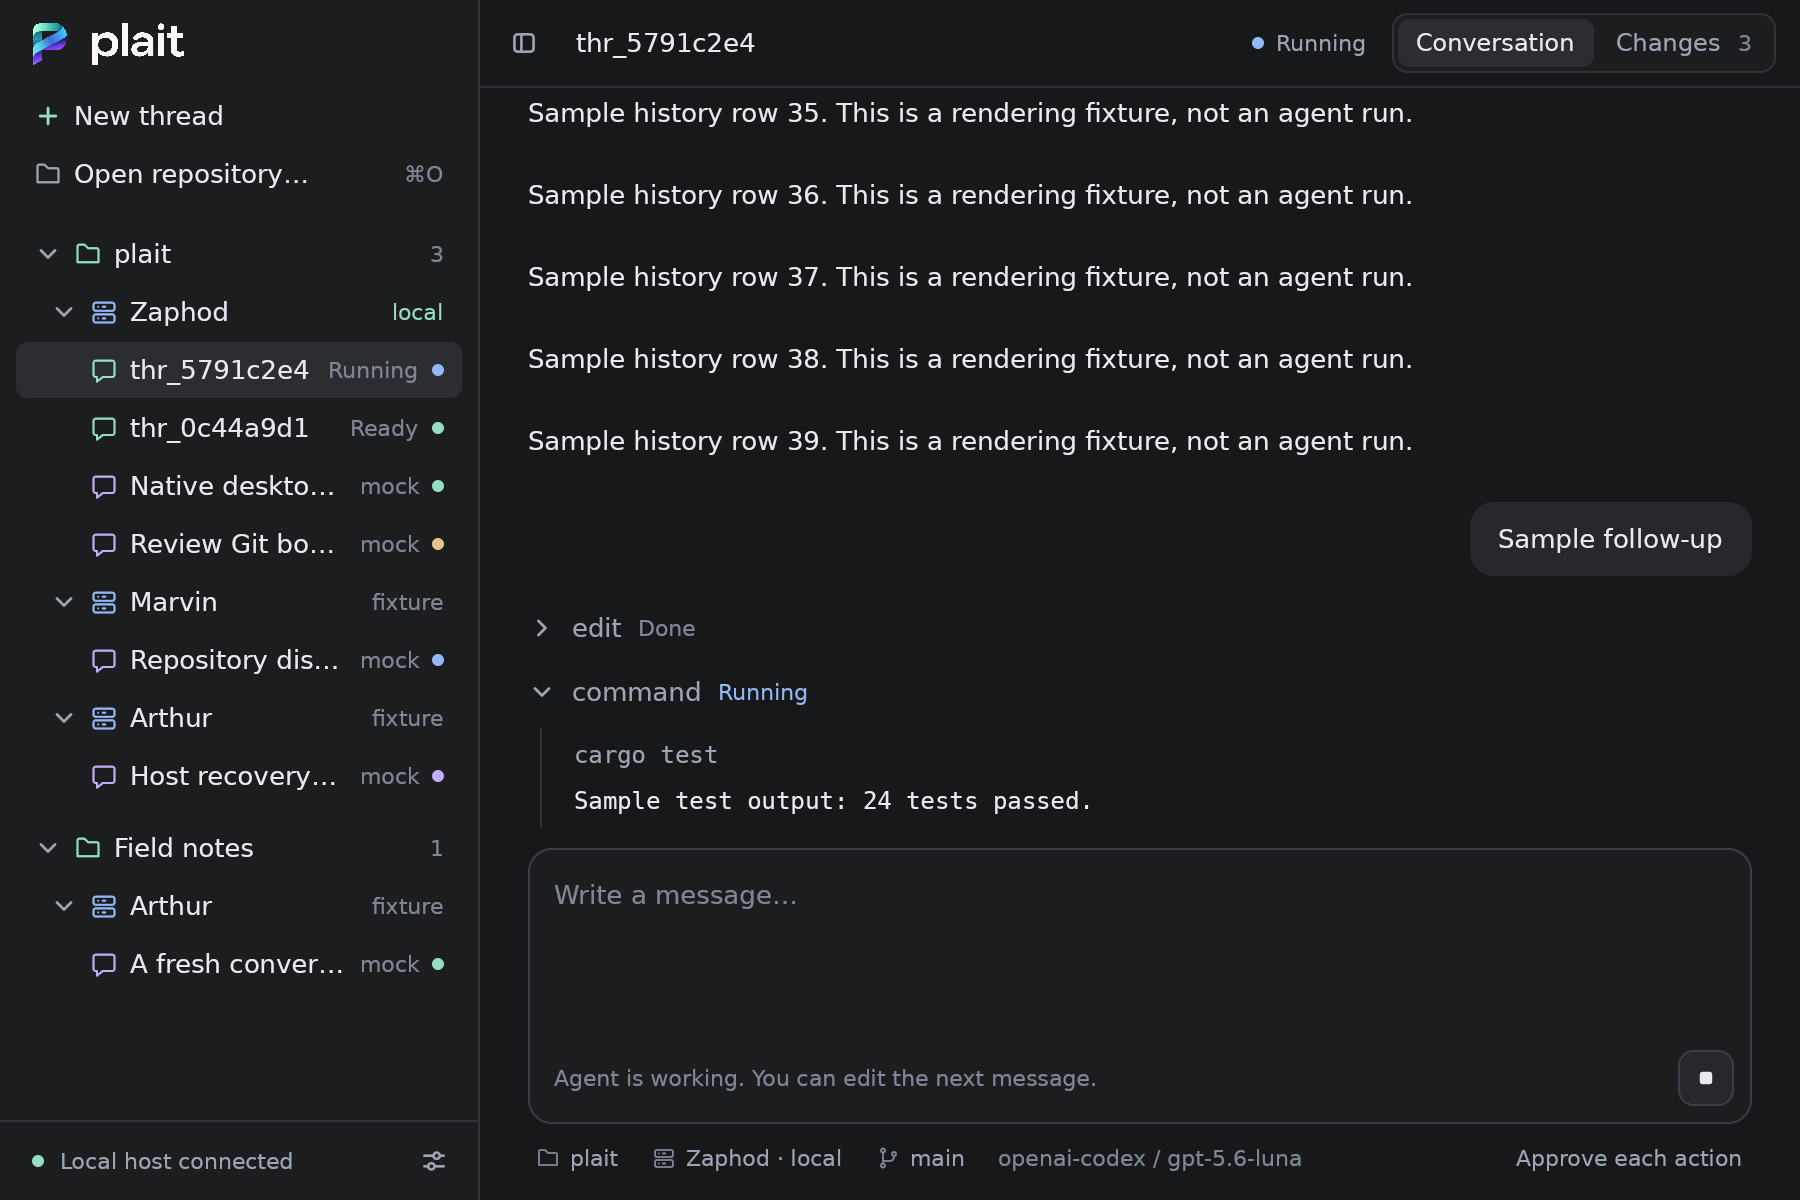 plait
New thread
Open repository… ⌘O
plait 3
Zaphod local
thr_5791c2e4 Running
thr_0c44a9d1 Ready
Native deskto… mock
Review Git bo… mock
Marvin fixture
Repository dis… mock
Arthur fixture
Host recovery… mock
Field notes 1
Arthur fixture
A fresh conver… mock
Local host connected
thr_5791c2e4 Running Conversation Changes 3
Sample history row 35. This is a rendering fixture, not an agent run.
Sample history row 36. This is a rendering fixture, not an agent run.
Sample history row 37. This is a rendering fixture, not an agent run.
Sample history row 38. This is a rendering fixture, not an agent run.
Sample history row 39. This is a rendering fixture, not an agent run.
Sample follow-up
edit Done
command Running
cargo test
Sample test output: 24 tests passed.
Write a message…
Agent is working. You can edit the next message.
plait Zaphod · local main openai-codex / gpt-5.6-luna Approve each action